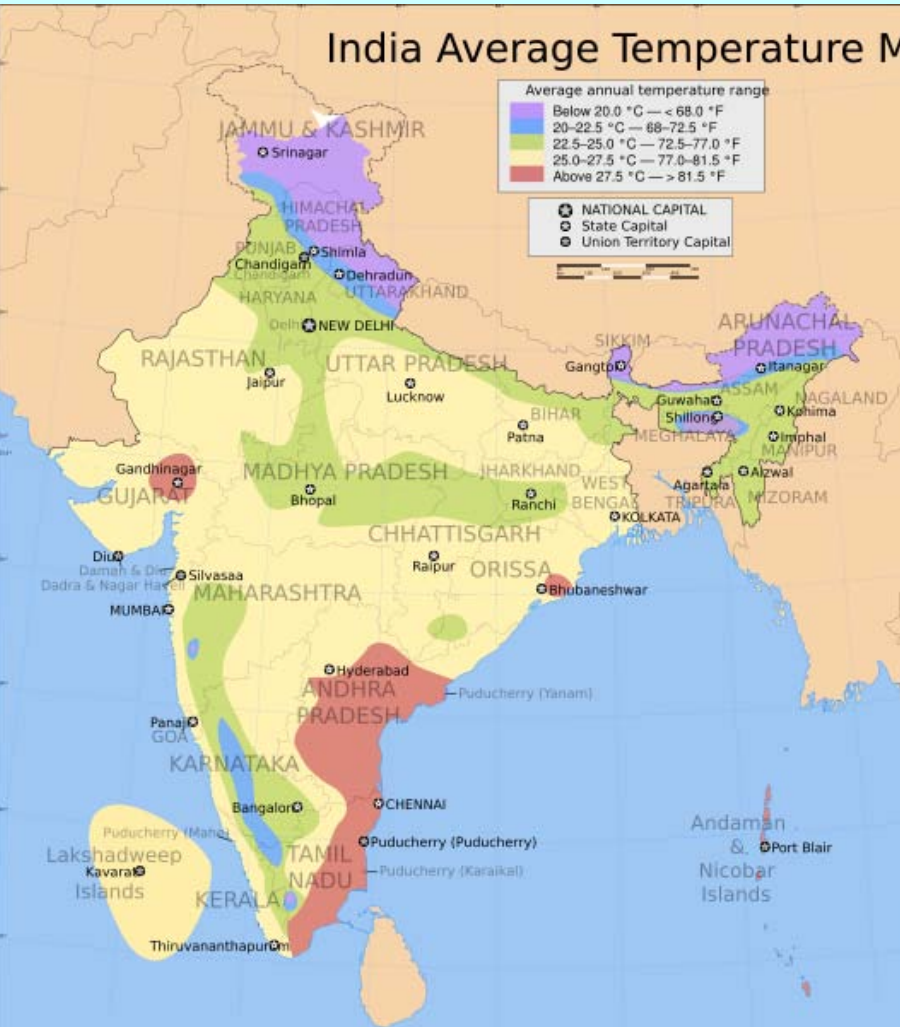 India Average Temperature M
Average annual temperature range
Below 20.0 °C — < 68.0 °F
20–22.5 °C — 68–72.5 °F
22.5–25.0 °C — 72.5–77.0 °F
25.0–27.5 °C — 77.0–81.5 °F
Above 27.5 °C — > 81.5 °F
NATIONAL CAPITAL
State Capital
Union Territory Capital
JAMMU & KASHMIR
Srinagar
HIMACHAL
PRADESH
PUNJAB
Shimla
Chandigarh
Chandigarh
Dehradun
UTTARAKHAND
HARYANA
Delhi
NEW DELHI
RAJASTHAN
Jaipur
UTTAR PRADESH
Lucknow
SIKKIM
Gangtok
ARUNACHAL
PRADESH
Itanagar
ASSAM
Guwaha
NAGALAND
Shillong
Kohima
MEGHALAYA
Imphal
MANIPUR
BIHAR
Patna
Gandhinagar
GUJARAT
MADHYA PRADESH
Bhopal
JHARKHAND
Ranchi
WEST
BENGAL
KOLKATA
Agartala
TRIPURA
Aizwal
MIZORAM
CHHATTISGARH
Raipur
ORISSA
Bhubaneshwar
Diu
Daman & Diu
Dadra & Nagar Haveli
Silvasaa
MAHARASHTRA
MUMBAI
Hyderabad
ANDHRA
PRADESH
Puducherry (Yanam)
Panaji
GOA
KARNATAKA
Bangalore
CHENNAI
Puducherry (Mahe)
Puducherry (Puducherry)
Lakshadweep
Kavarati
Islands
TAMIL
NADU
Puducherry (Karaikal)
KERALA
Thiruvananthapuram
Andaman
&
Nicobar
Islands
Port Blair